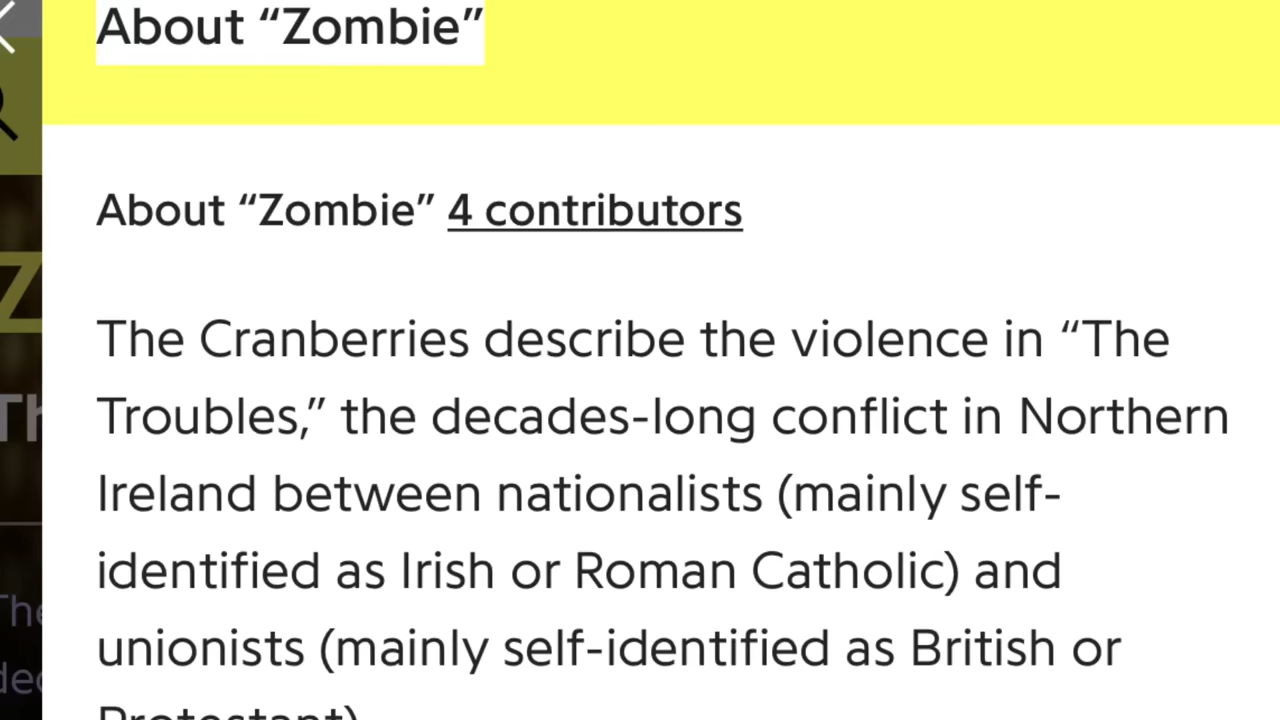 About “Zombie”
About “Zombie” 4 contributors
The Cranberries describe the violence in “The
Troubles,” the decades-long conflict in Northern
Ireland between nationalists (mainly self-
identified as Irish or Roman Catholic) and
unionists (mainly self-identified as British or
Protestant)